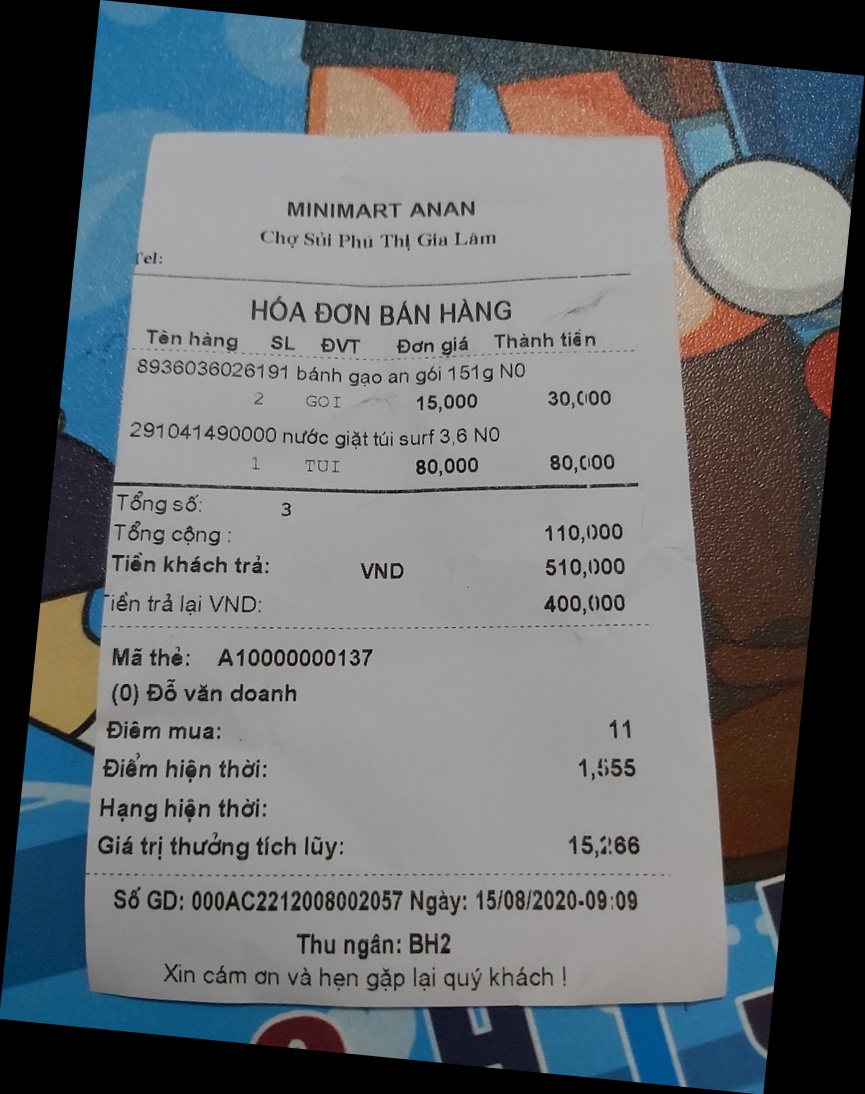 MINIMART ANAN
Chợ Sủi Phú Thị Gia Lâm
Tel:
HÓA ĐƠN BÁN HÀNG
Tên hàng SL ĐVT Đơn giá Thành tiền
8936036026191 bánh gạo an gói 151g N0
2 GOI 15,000 30,000
291041490000 nước giặt túi surf 3,6 N0
1 TUI 80,000 80,000
Tổng số: 3
Tổng cộng : 110,000
Tiền khách trả: VND 510,000
Tiền trả lại VND: 400,000
Mã thẻ: A10000000137
(0) Đỗ văn doanh
Điểm mua: 11
Điểm hiện thời: 1,555
Hạng hiện thời:
Giá trị thưởng tích lũy: 15,266
Số GD: 000AC2212008002057 Ngày: 15/08/2020-09:09
Thu ngân: BH2
Xin cám ơn và hẹn gặp lại quý khách !